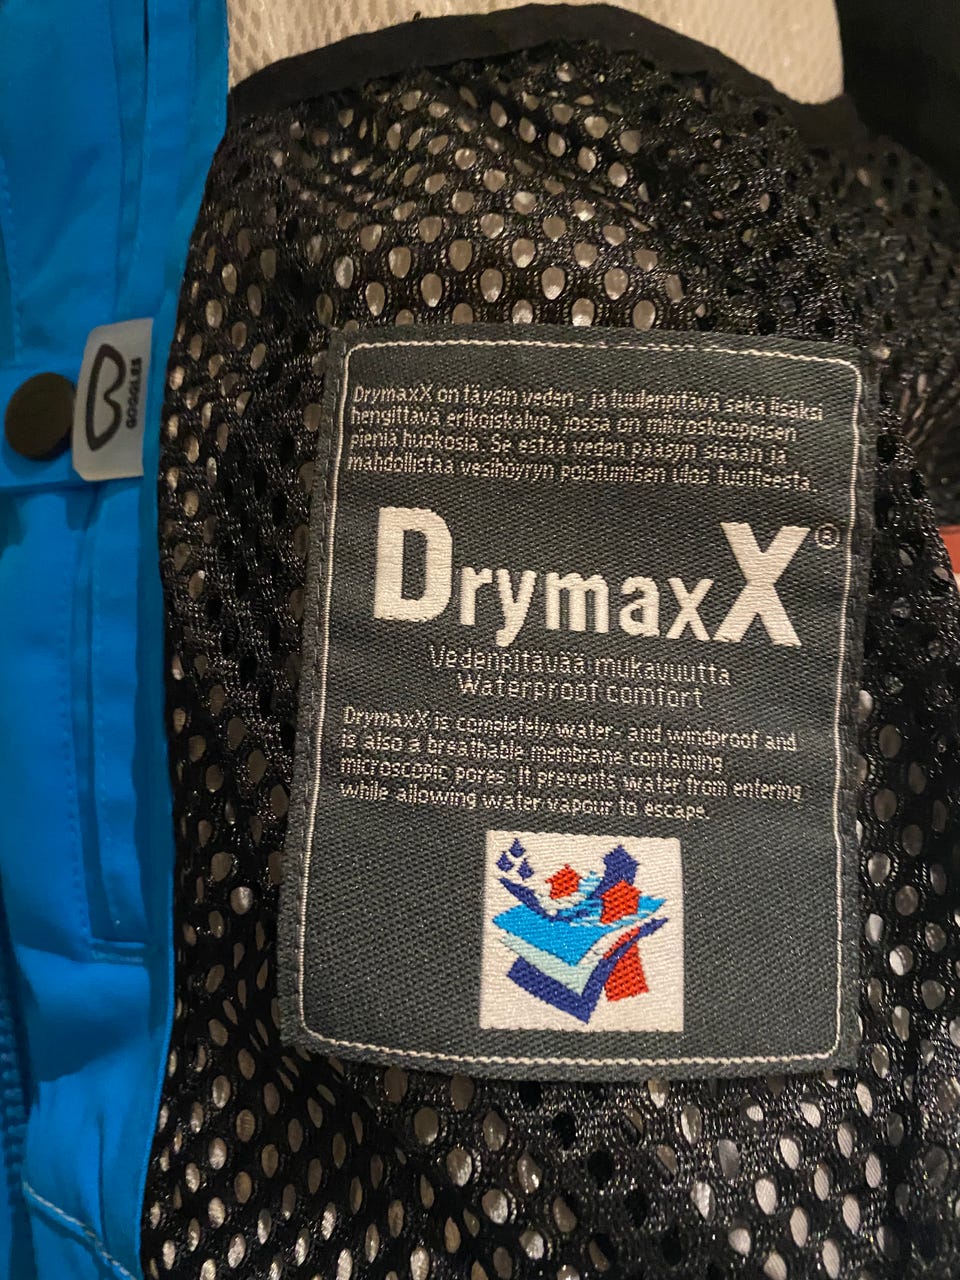 GOGGLES
DrymaxX on täysin veden- ja tuulenpitävä sekä lisäksi
hengittävä erikoiskalvo, jossa on mikroskooppisen
pieniä huokosia. Se estää veden pääsyn sisään ja
mahdollistaa vesihöyryn poistumisen ulos tuotteesta.
DrymaxX®
Vedenpitävää mukavuutta
Waterproof comfort
DrymaxX is completely water- and windproof and
is also a breathable membrane containing
microscopic pores. It prevents water from entering
while allowing water vapour to escape.